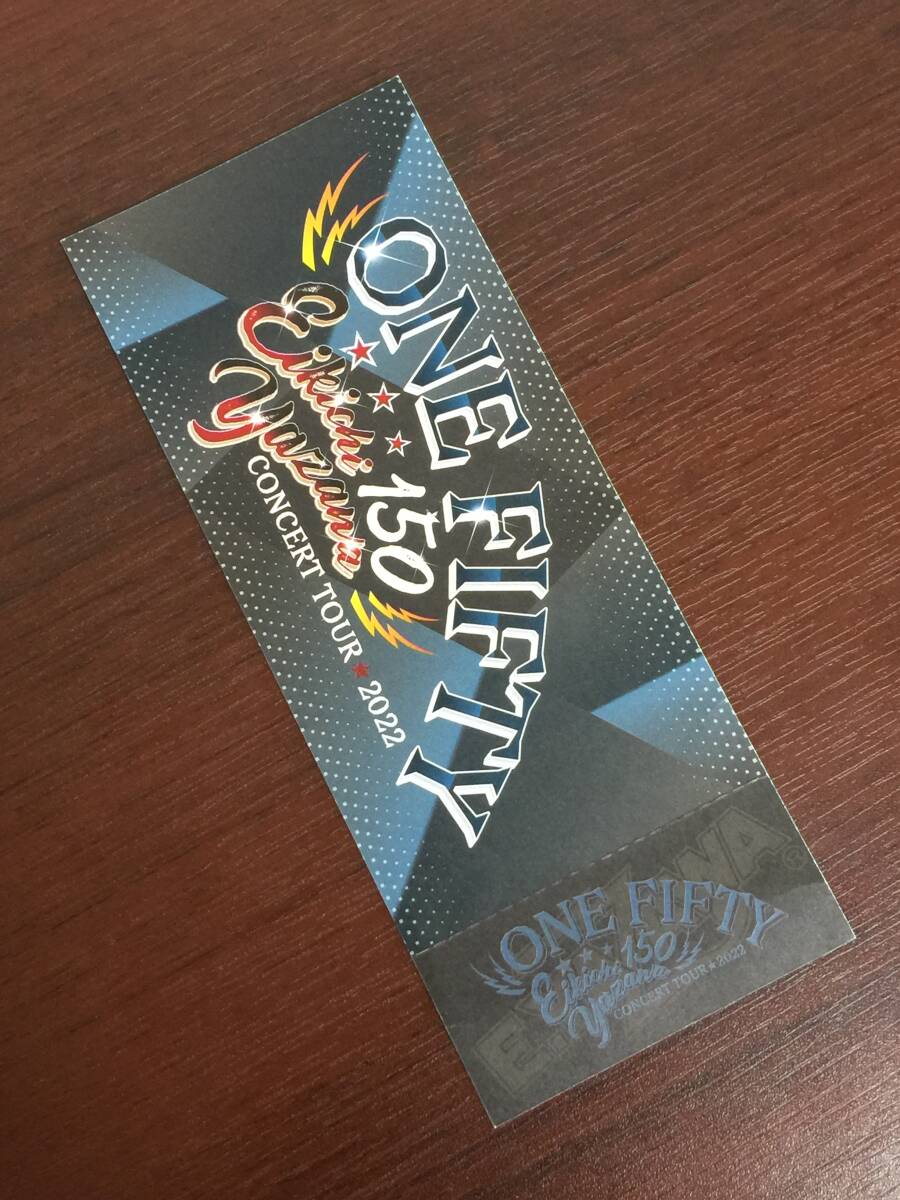 ONE FIFTY
150
Eikichi
Yazawa
CONCERT TOUR★2022
ONE FIFTY
150
Eikichi
Yazawa
CONCERT TOUR★2022